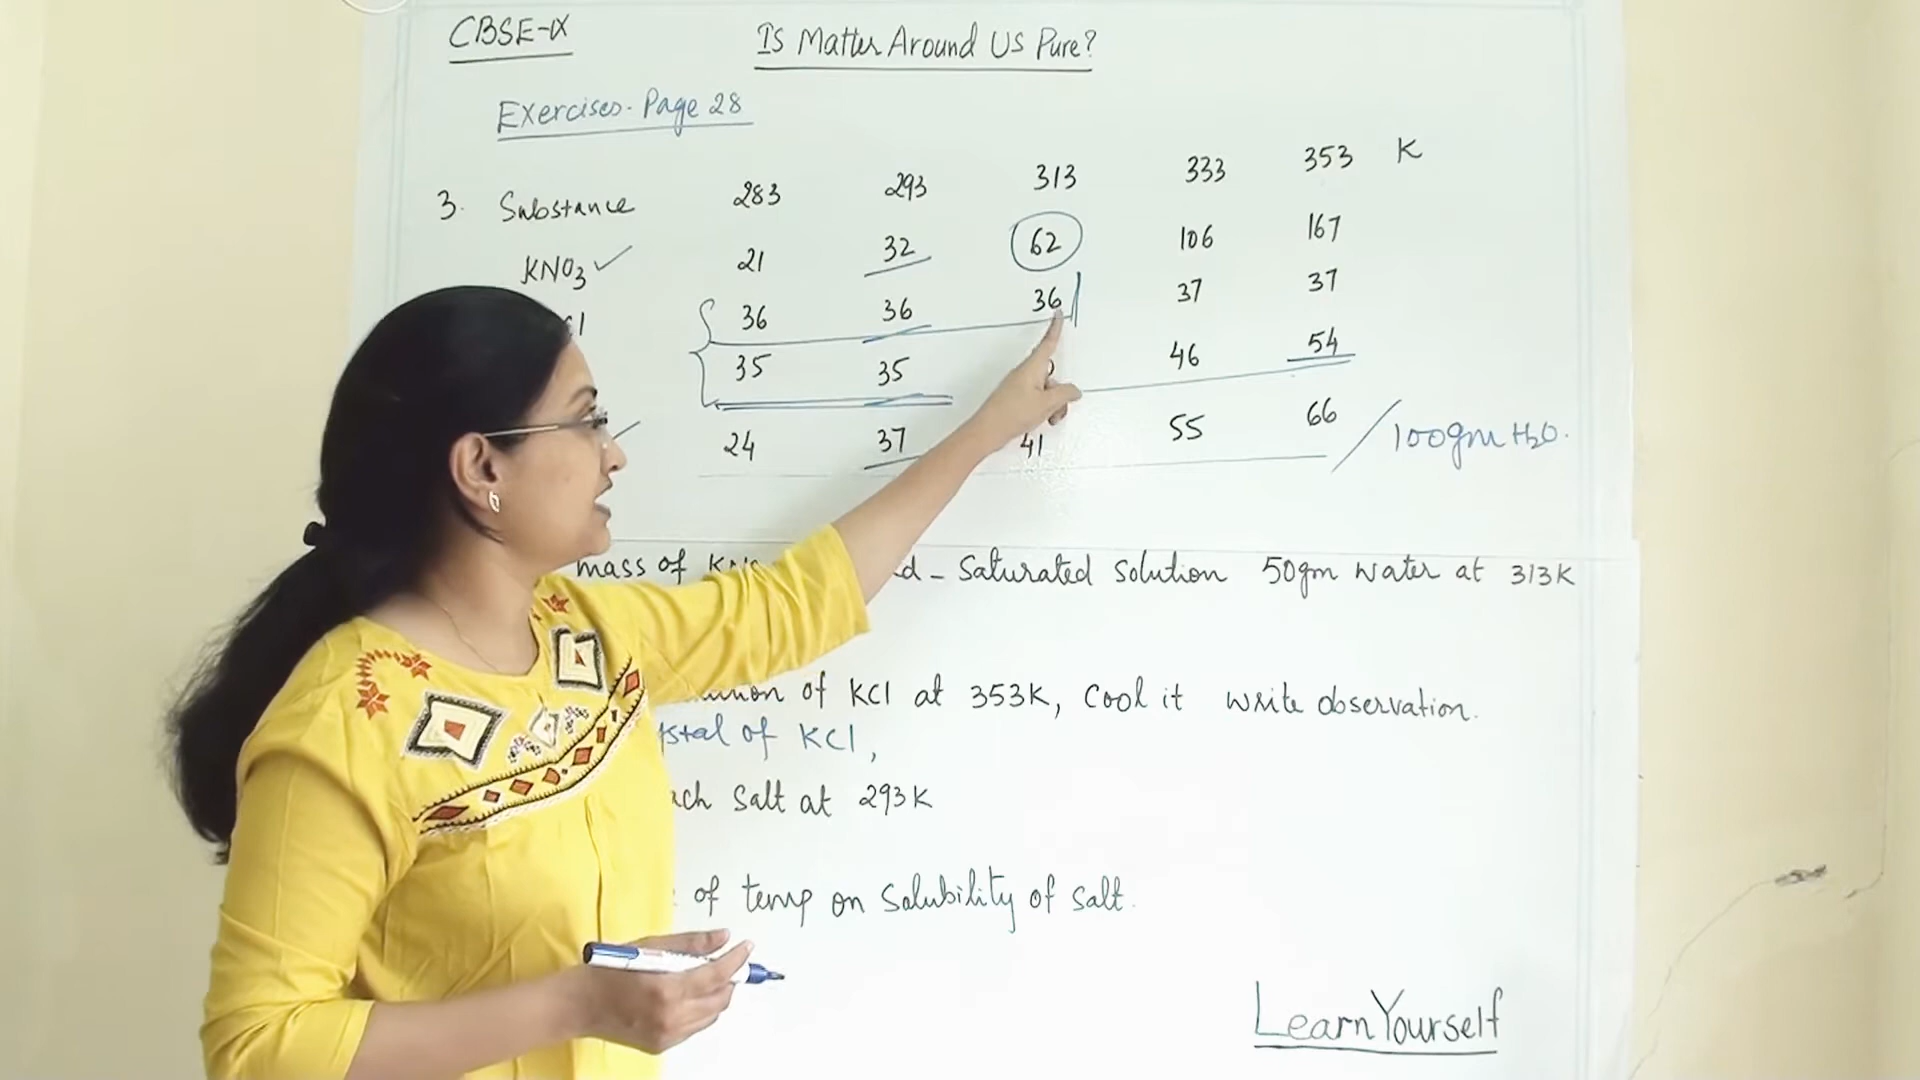 CBSE-IX
Is Matter Around Us Pure?
Exercises. Page 28
3. Substance 283 293 313 333 353 K
KNO3 ✓ 21 32 62 106 167
36 36 36 37 37
35 35 46 54
24 37 41 55 66 /100gm H2O.
mass of Saturated Solution 50gm water at 313K
of KCl at 353K, Cool it write observation.
of KCl,
Salt at 293K
of temp on Solubility of Salt.
LearnYourself